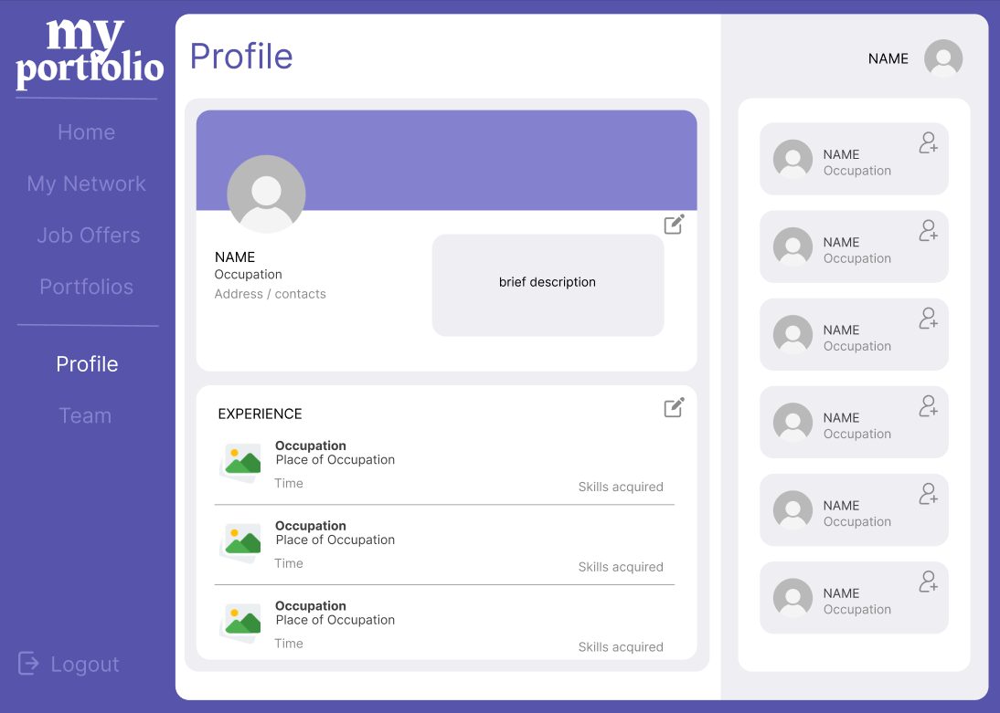 my
portfolio
Home
My Network
Job Offers
Portfolios
Profile
Team
Logout
Profile
NAME
Occupation
Address / contacts
brief description
EXPERIENCE
Occupation
Place of Occupation
Time
Skills acquired
Occupation
Place of Occupation
Time
Skills acquired
Occupation
Place of Occupation
Time
Skills acquired
NAME
NAME
Occupation
NAME
Occupation
NAME
Occupation
NAME
Occupation
NAME
Occupation
NAME
Occupation